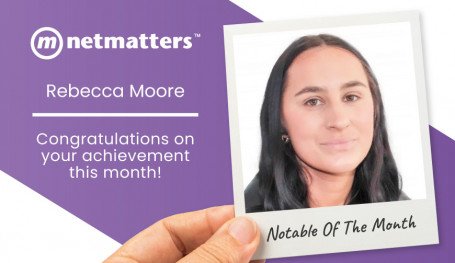 netmatters™
Rebecca Moore
Congratulations on
your achievement
this month!
Notable Of The Month